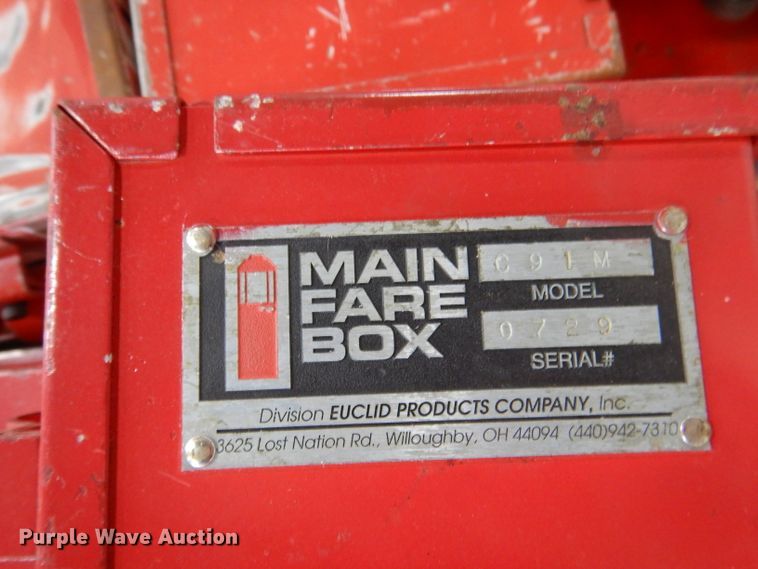 MAIN
FARE
BOX
C91M
MODEL
0729
SERIAL#
Division EUCLID PRODUCTS COMPANY, Inc.
3625 Lost Nation Rd., Willoughby, OH 44094 (440)942-7310
Purple Wave Auction